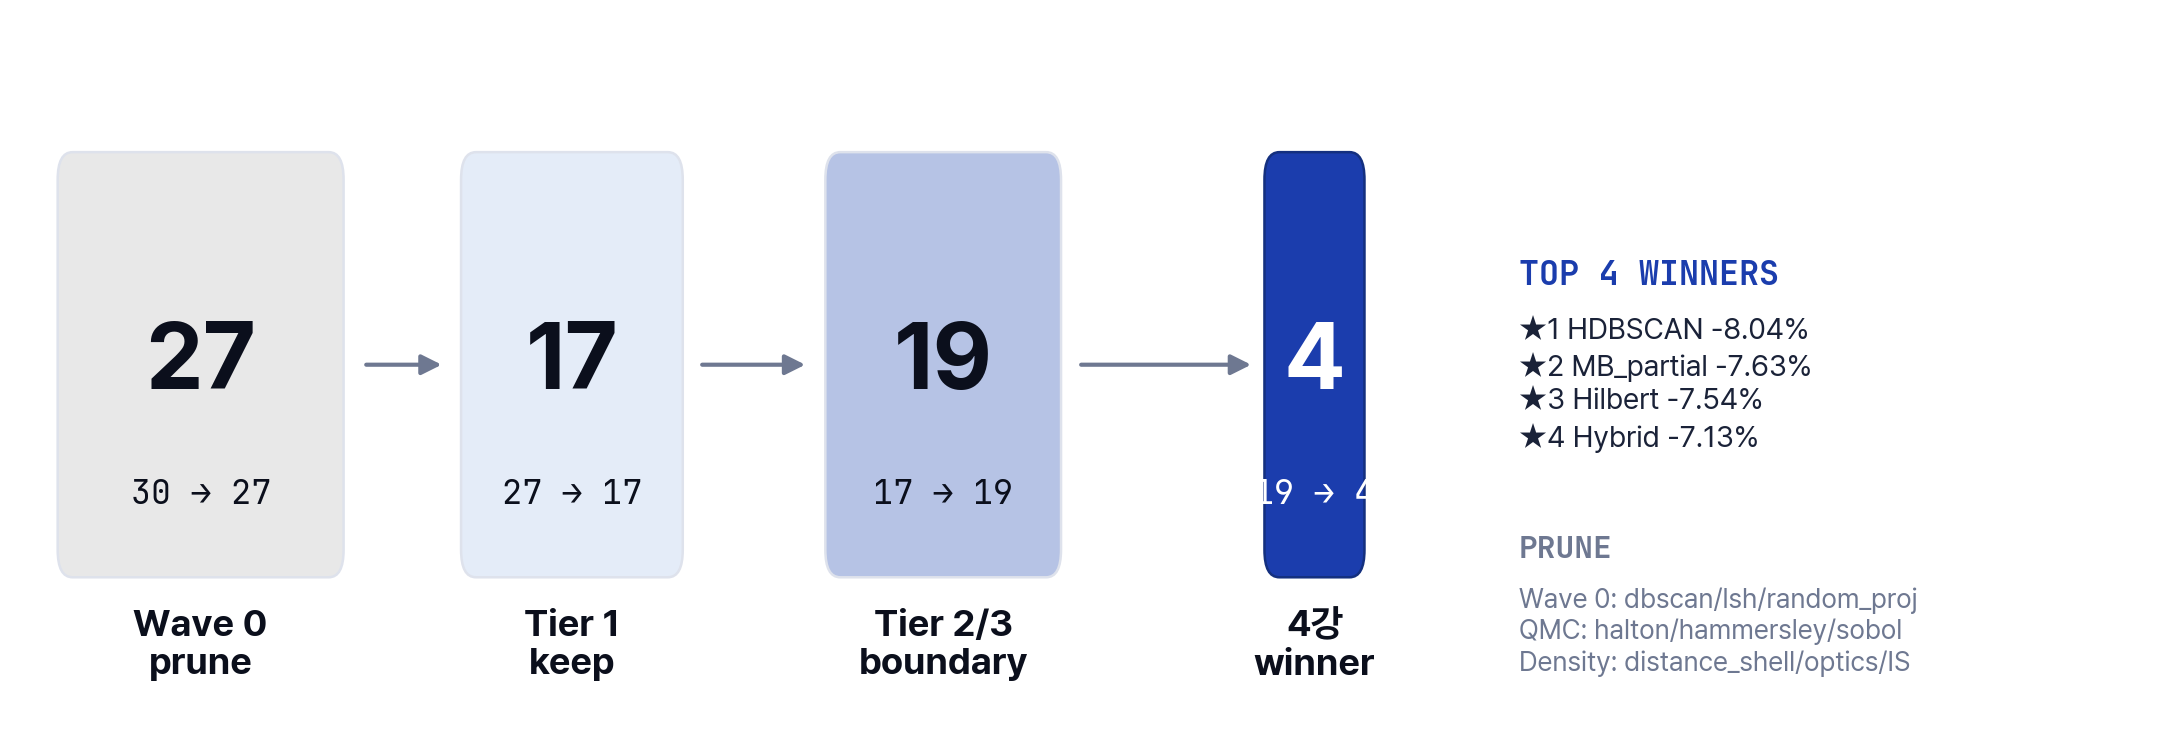 27
30 → 27
Wave 0
prune
17
27 → 17
Tier 1
keep
19
17 → 19
Tier 2/3
boundary
4
19 → 4
4강
winner
TOP 4 WINNERS
★1 HDBSCAN -8.04%
★2 MB_partial -7.63%
★3 Hilbert -7.54%
★4 Hybrid -7.13%
PRUNE
Wave 0: dbscan/lsh/random_proj
QMC: halton/hammersley/sobol
Density: distance_shell/optics/IS